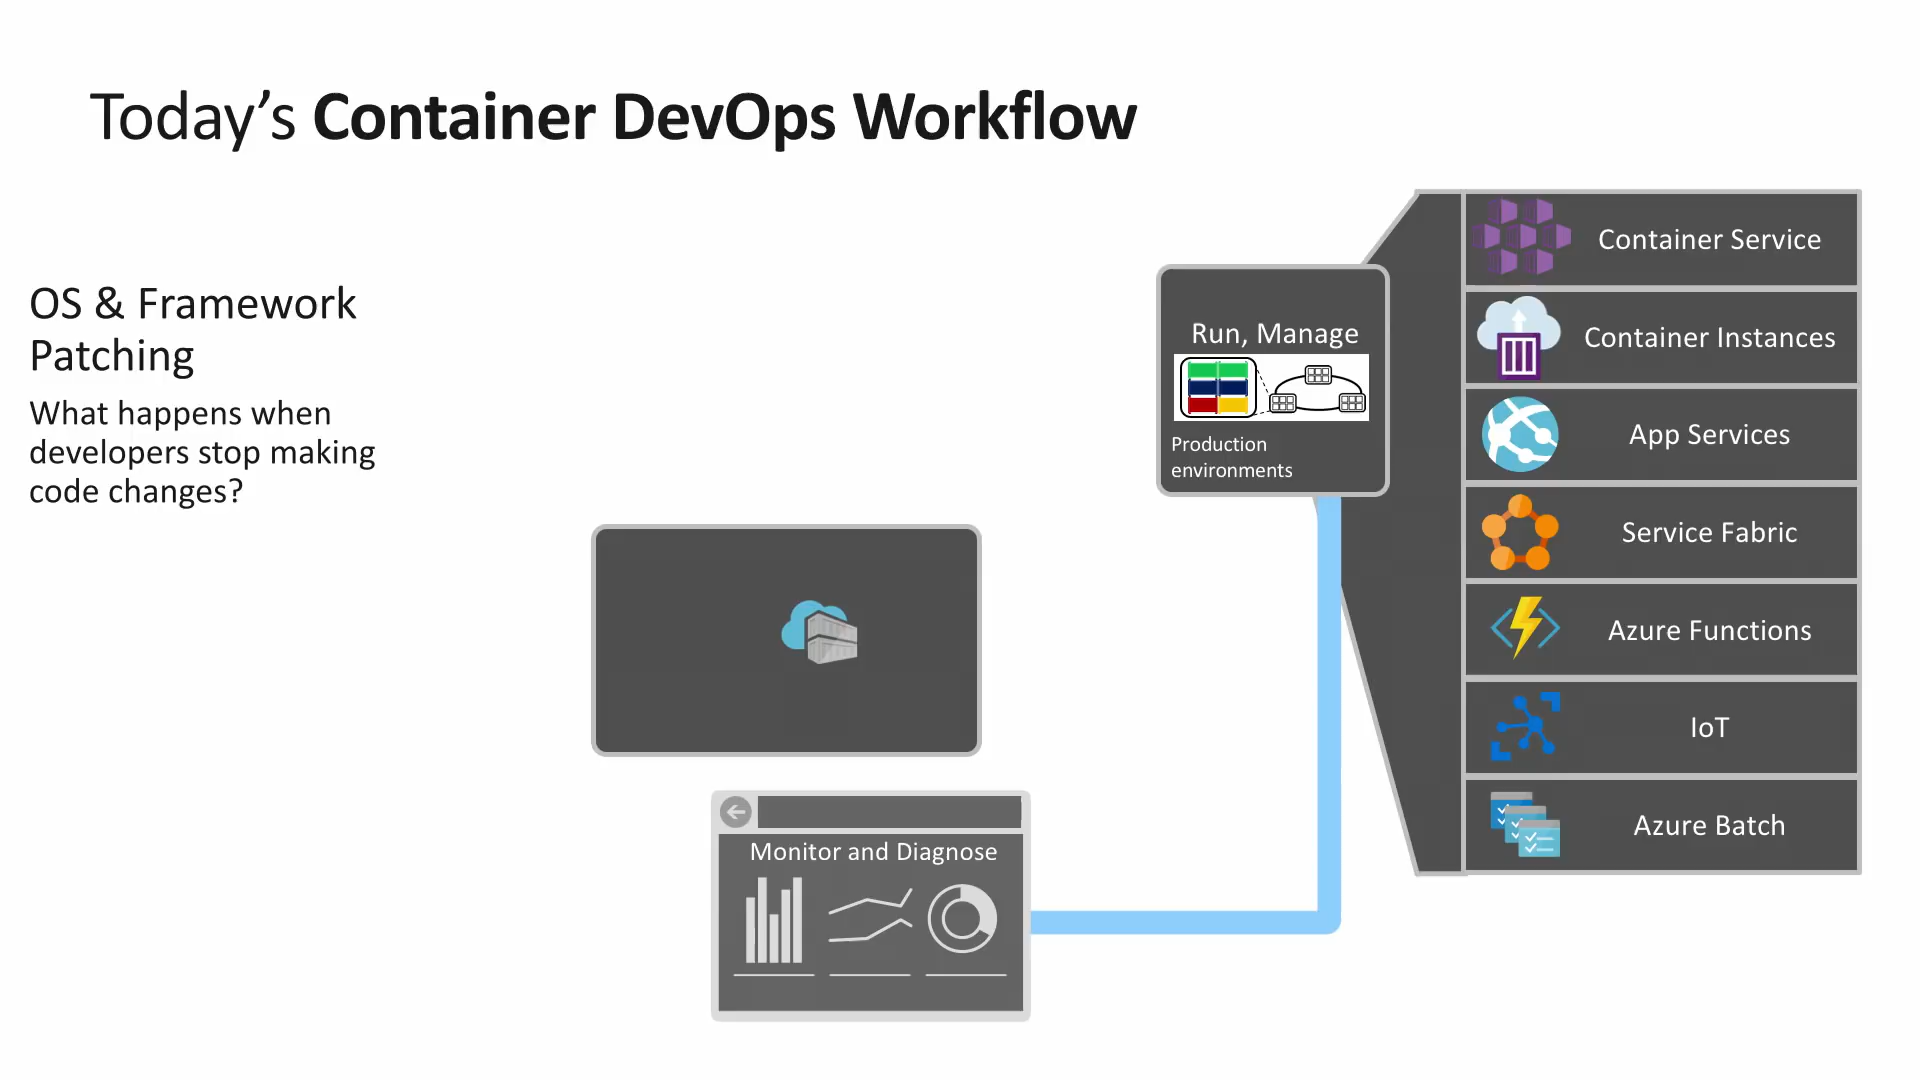 Today’s Container DevOps Workflow
OS & Framework
Patching
What happens when
developers stop making
code changes?
Run, Manage
Production
environments
Monitor and Diagnose
Container Service
Container Instances
App Services
Service Fabric
Azure Functions
IoT
Azure Batch